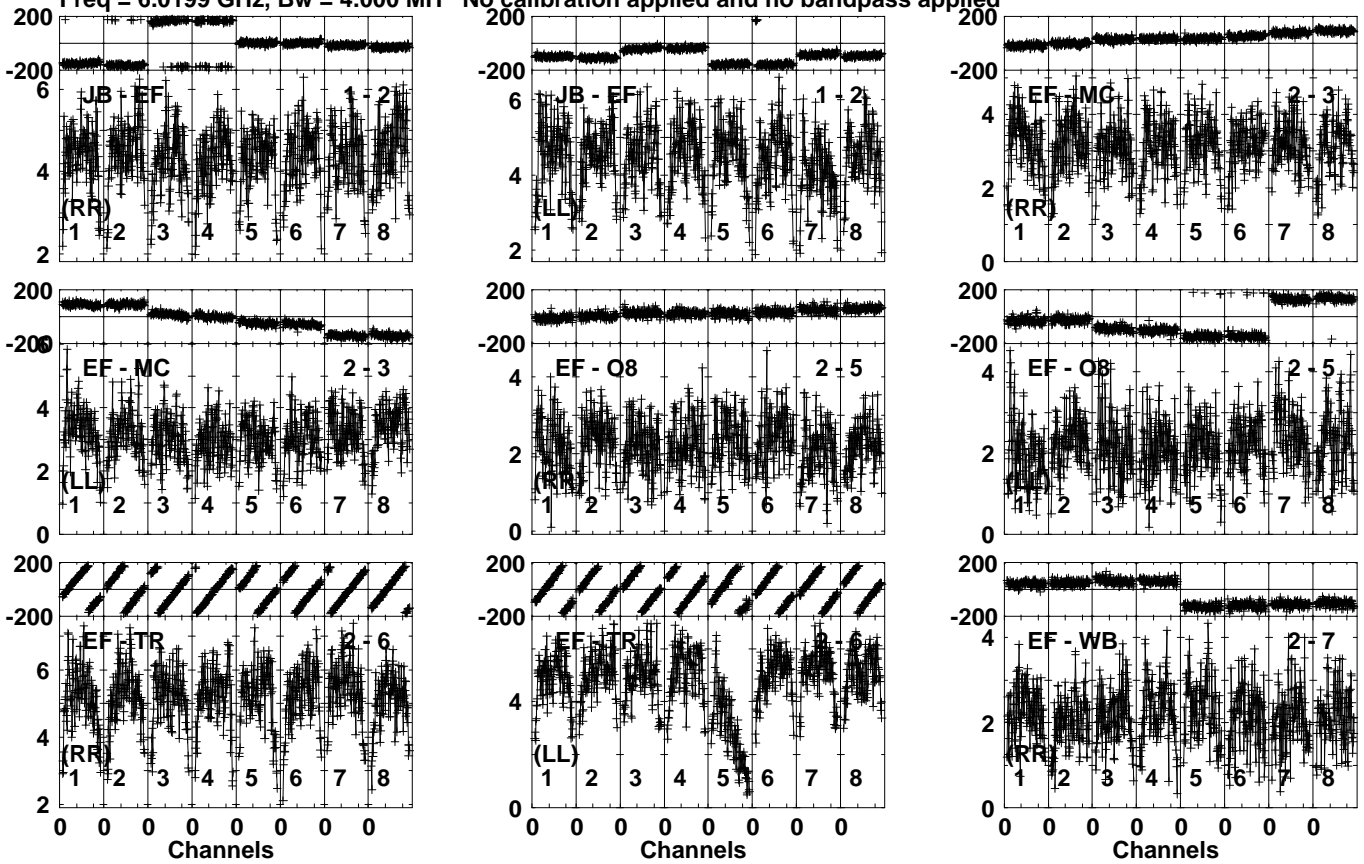 Freq = 6.0199 GHz, Bw = 4.000 MH No calibration applied and no bandpass applied
200 200 200
-200 -200 -200
6 JB - EF 1 - 2 6 JB - EF 1 - 2 EF - MC 2 - 3
4 4 4
2
(RR) (LL) (RR)
1 2 3 4 5 6 7 8 1 2 3 4 5 6 7 8 1 2 3 4 5 6 7 8
2 2 0
200 200 200
-200 -200 -200
6 EF - MC 2 - 3 4 EF - O8 2 - 5 4 EF - O8 2 - 5
4
2 2 2
(LL) (RR) (LL)
1 2 3 4 5 6 7 8 1 2 3 4 5 6 7 8 1 2 3 4 5 6 7 8
0 0 0
200 200 200
-200 -200 -200
EF - TR 2 - 6 EF - TR 2 - 6 4 EF - WB 2 - 7
6 4 2
4
(RR) (LL) (RR)
1 2 3 4 5 6 7 8 1 2 3 4 5 6 7 8 1 2 3 4 5 6 7 8
2 0 0
0 0 0 0 0 0 0 0 0 0 0 0 0 0 0 0 0 0 0 0 0 0 0 0
Channels Channels Channels